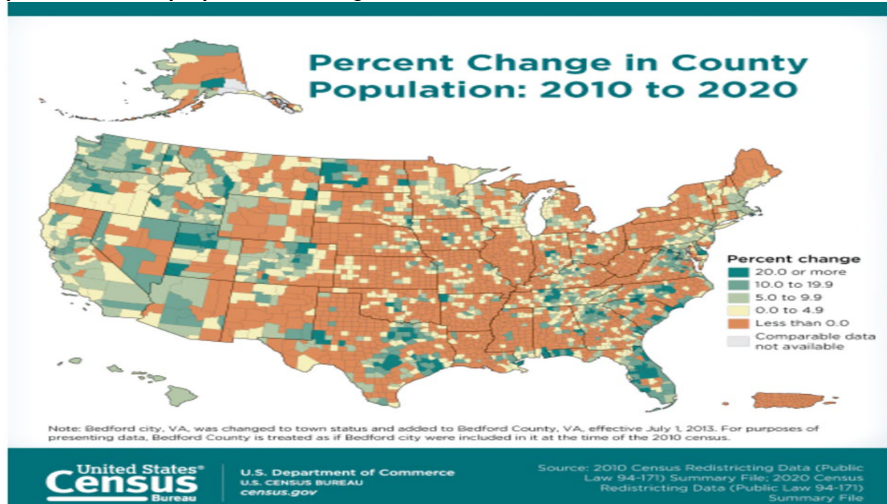 Percent Change in County
Population: 2010 to 2020
Percent change
20.0 or more
10.0 to 19.9
5.0 to 9.9
0.0 to 4.9
Less than 0.0
Comparable data
not available
Note: Bedford city, VA, was changed to town status and added to Bedford County, VA, effective July 1, 2013. For purposes of
presenting data, Bedford County is treated as if Bedford city were included in it at the time of the 2010 census.
United States®
Census
Bureau
U.S. Department of Commerce
U.S. CENSUS BUREAU
census.gov
Source: 2010 Census Redistricting Data (Public
Law 94-171) Summary File; 2020 Census
Redistricting Data (Public Law 94-171)
Summary File